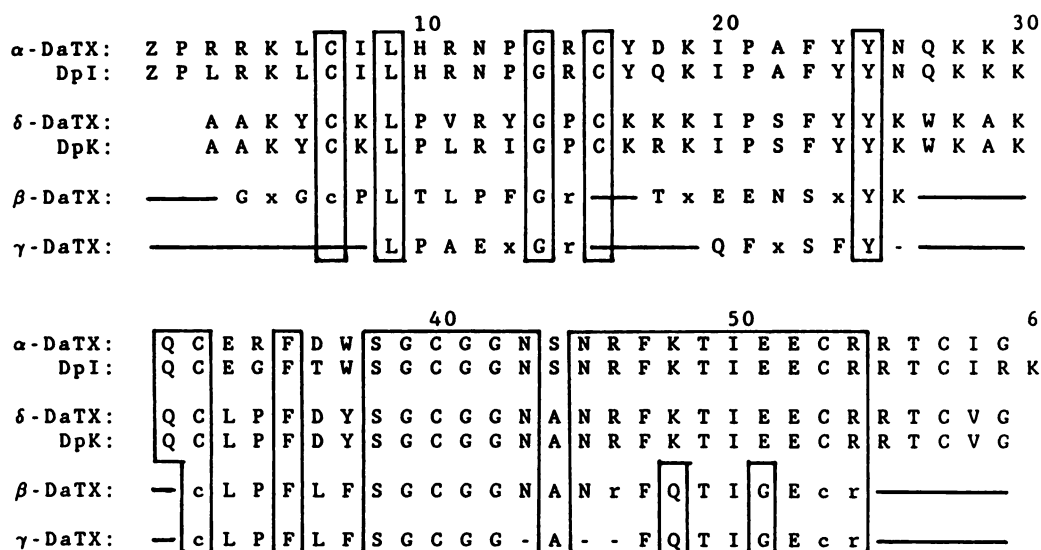 10 20 30
α-DaTX: Z P R R K L C I L H R N P G R C Y D K I P A F Y Y N Q K K K
DpI: Z P L R K L C I L H R N P G R C Y Q K I P A F Y Y N Q K K K
δ-DaTX: A A K Y C K L P V R Y G P C K K K I P S F Y Y K W K A K
DpK: A A K Y C K L P L R I G P C K R K I P S F Y Y K W K A K
β-DaTX: — G x G c P L T L P F G r — T x E E N S x Y K —
γ-DaTX: — L P A E x G r — Q F x S F Y - —
40 50 6
α-DaTX: Q C E R F D W S G C G G N S N R F K T I E E C R R T C I G
DpI: Q C E G F T W S G C G G N S N R F K T I E E C R R T C I R K
δ-DaTX: Q C L P F D Y S G C G G N A N R F K T I E E C R R T C V G
DpK: Q C L P F D Y S G C G G N A N R F K T I E E C R R T C V G
β-DaTX: — c L P F L F S G C G G N A N r F Q T I G E c r —
γ-DaTX: — c L P F L F S G C G G - A - - F Q T I G E c r —